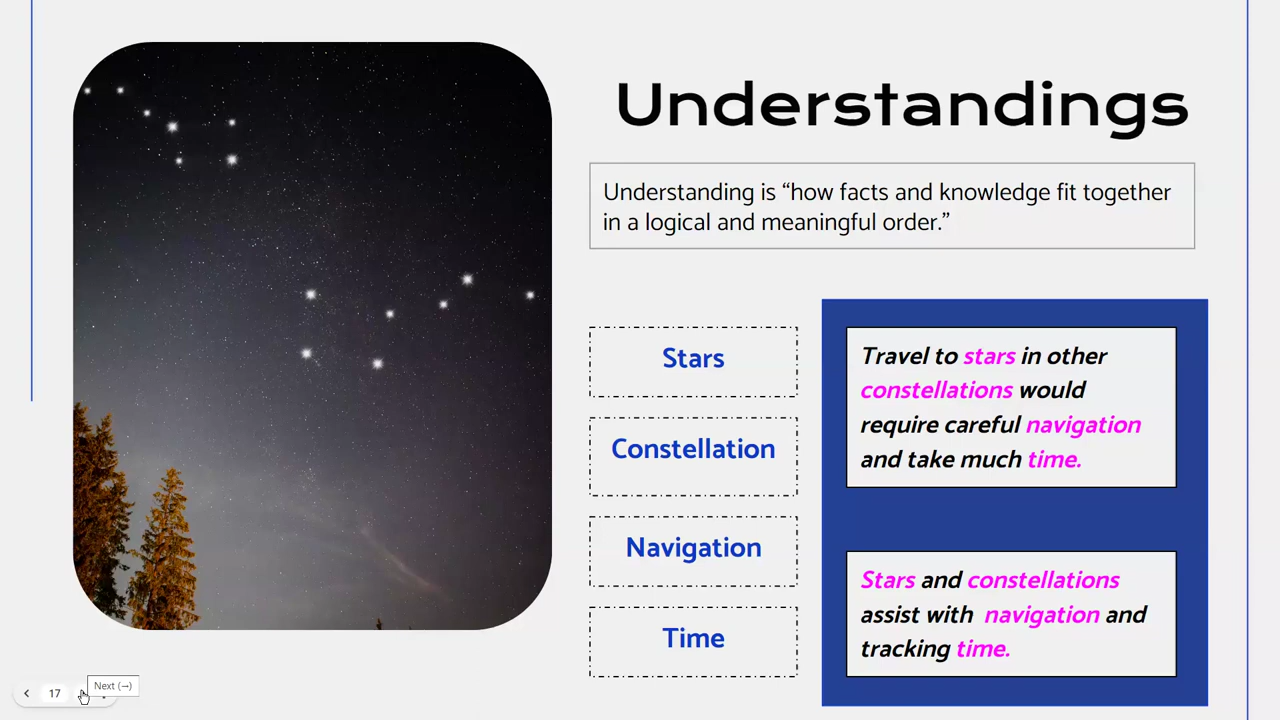 Understandings
Understanding is “how facts and knowledge fit together
in a logical and meaningful order.”
Stars
Constellation
Navigation
Time
Travel to stars in other
constellations would
require careful navigation
and take much time.
Stars and constellations
assist with navigation and
tracking time.
17
Next (→)